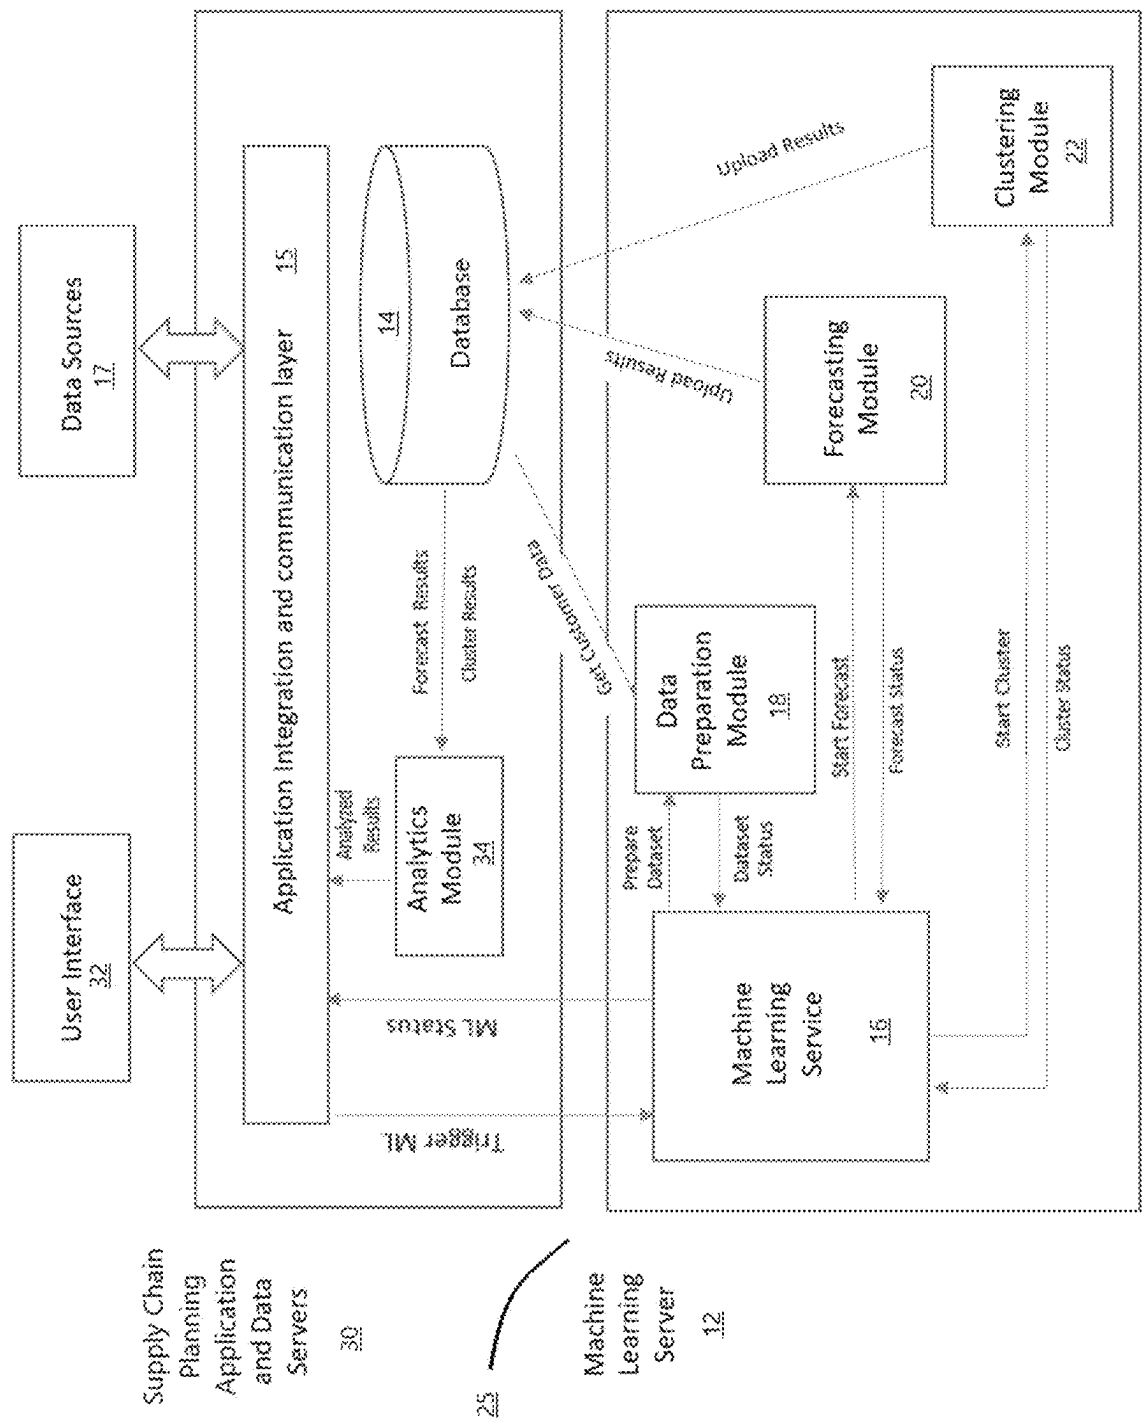 User Interface
32
Data Sources
17
Supply Chain
Planning
Application
and Data
Servers
30
Application Integration and communication layer
15
Trigger ML
ML Status
Analyzed
Results
Analytics
Module
34
Forecast Results
Cluster Results
14
Database
25
Get Customer Data
Upload Results
Upload Results
Machine
Learning
Server
12
Machine
Learning
Service
16
Prepare
Dataset
Dataset
Status
Data
Preparation
Module
18
Start Forecast
Forecast Status
Forecasting
Module
20
Start Cluster
Cluster Status
Clustering
Module
22